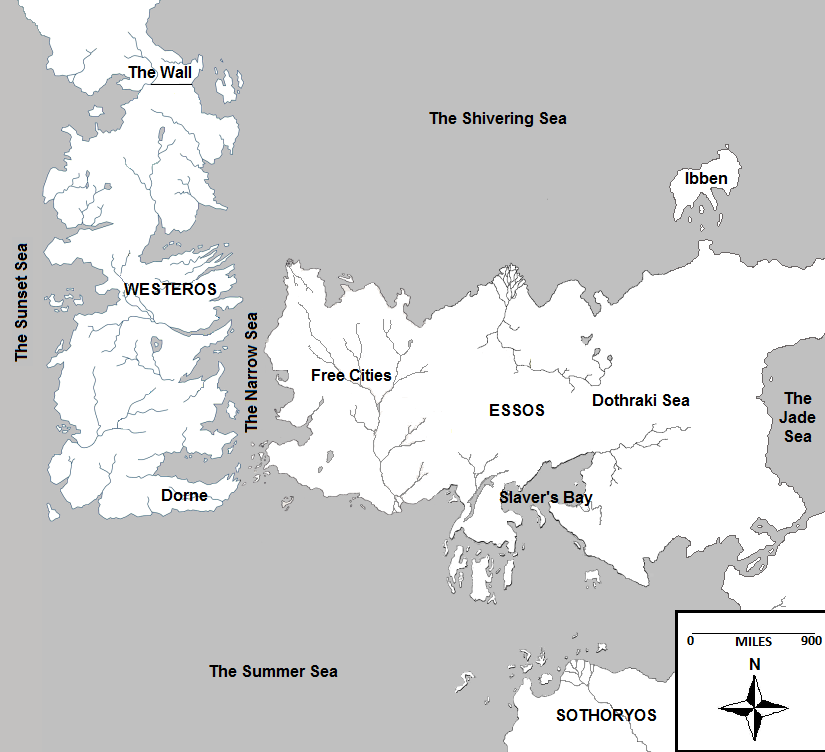 The Wall
The Shivering Sea
Ibben
The Sunset Sea
WESTEROS
The Narrow Sea
Free Cities
ESSOS
Dothraki Sea
The
Jade
Sea
Dorne
Slaver's Bay
The Summer Sea
SOTHORYOS
0 MILES 900
N